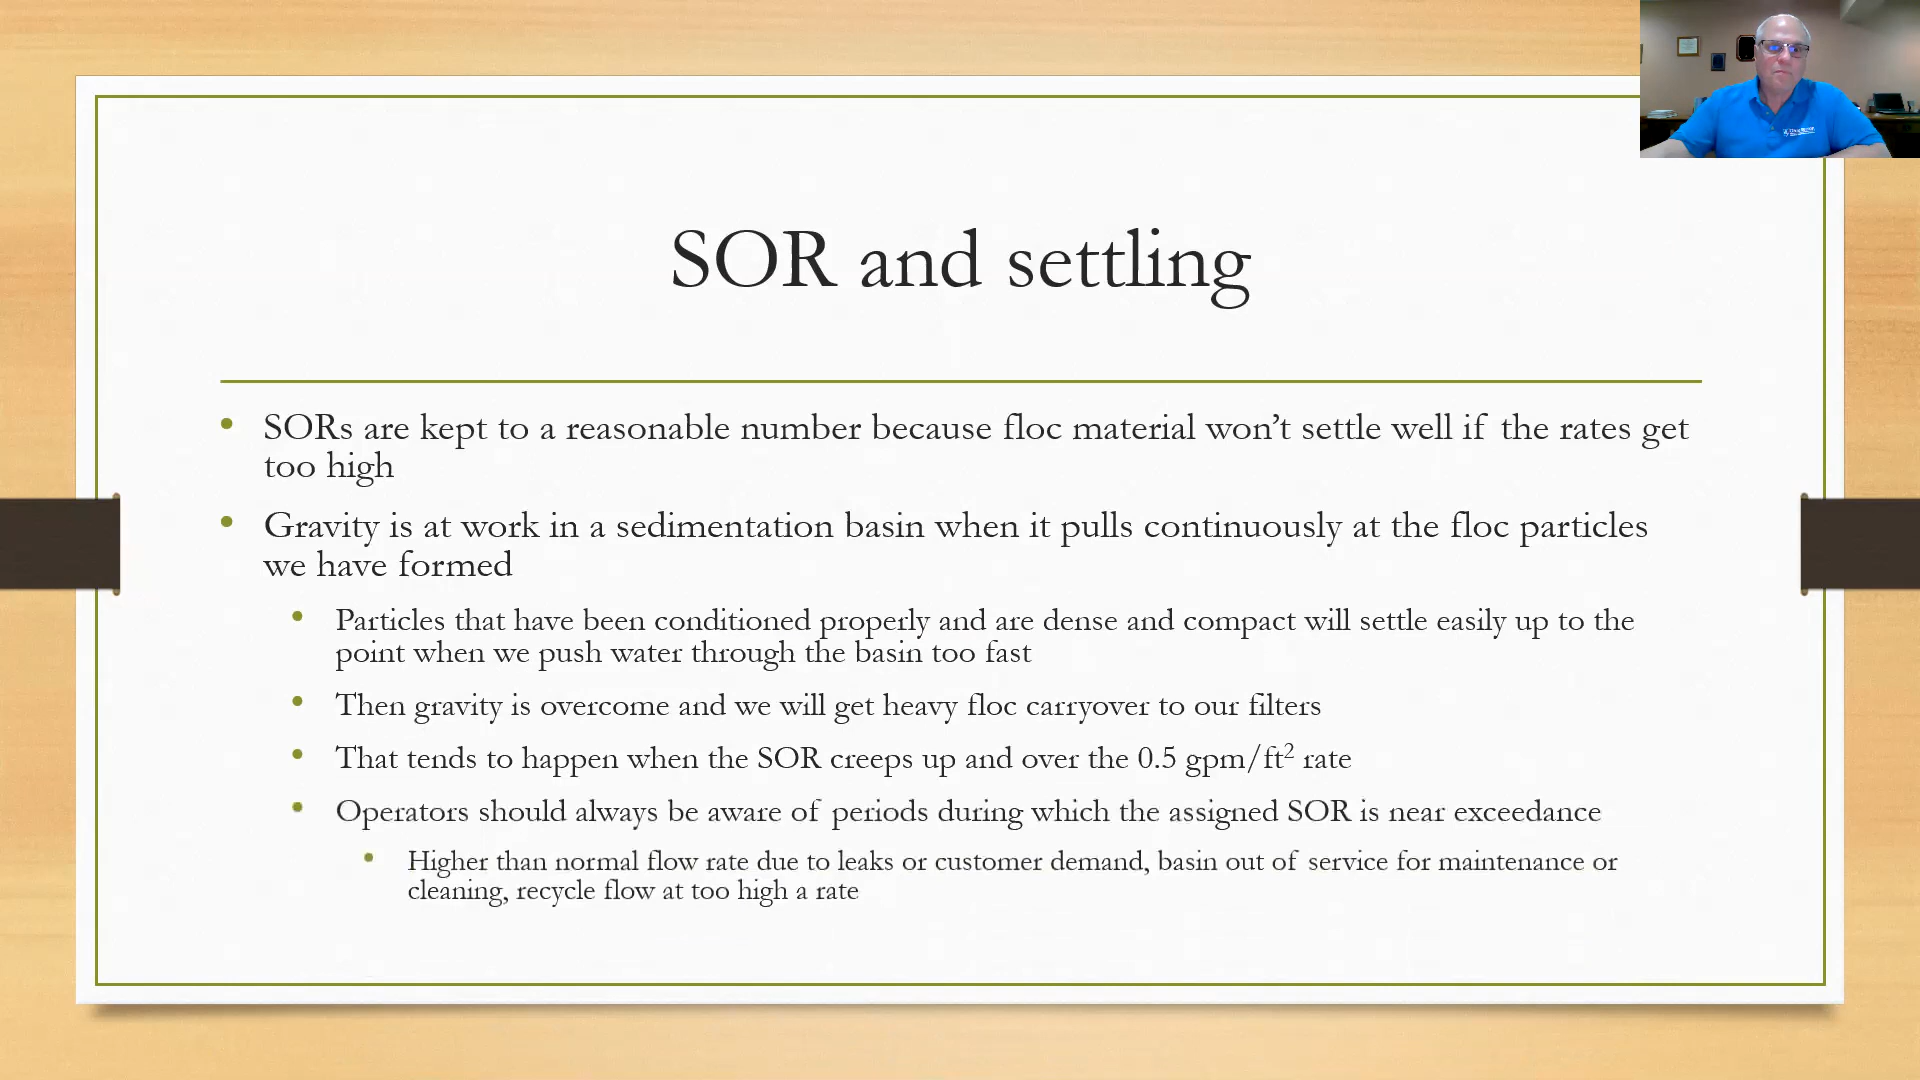 SOR and settling
• SORs are kept to a reasonable number because floc material won’t settle well if the rates get
too high
• Gravity is at work in a sedimentation basin when it pulls continuously at the floc particles
we have formed
• Particles that have been conditioned properly and are dense and compact will settle easily up to the
point when we push water through the basin too fast
• Then gravity is overcome and we will get heavy floc carryover to our filters
• That tends to happen when the SOR creeps up and over the 0.5 gpm/ft² rate
• Operators should always be aware of periods during which the assigned SOR is near exceedance
• Higher than normal flow rate due to leaks or customer demand, basin out of service for maintenance or
cleaning, recycle flow at too high a rate